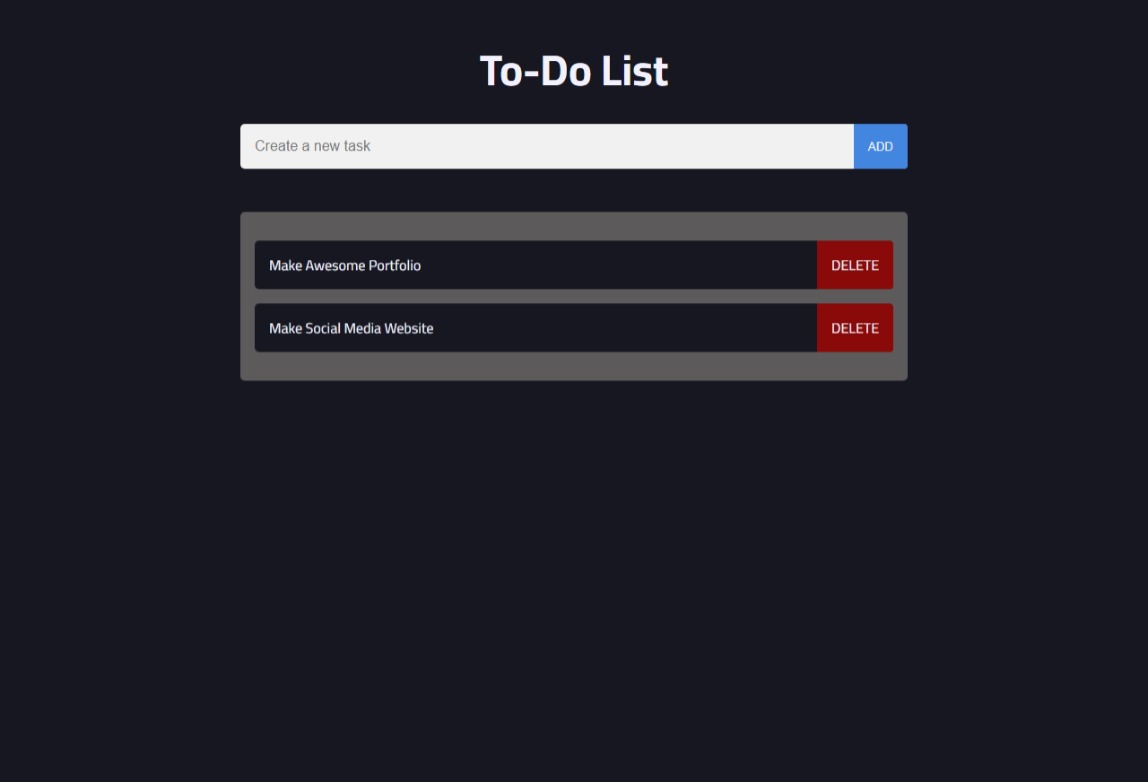 To-Do List
Create a new task
ADD
Make Awesome Portfolio
DELETE
Make Social Media Website
DELETE